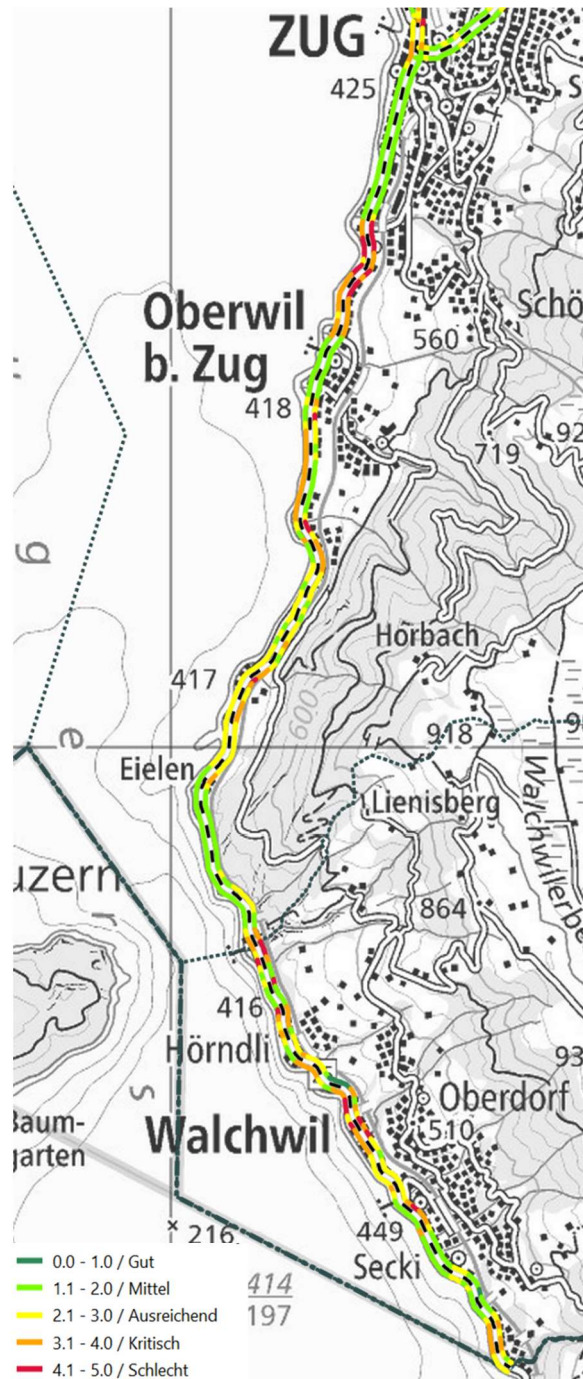 ZUG
S
425
Oberwil
b. Zug
Schö
560
418
92
719
g
Hörbach
417
600
918
9
e
Eielen
Lienisberg
Walchwilerbe
uzern
r
864
416
Hörndli
93
s
Oberdorf
Baum-
garten
Walchwil
510
216
449
Secki
414
197
0.0 - 1.0 / Gut
1.1 - 2.0 / Mittel
2.1 - 3.0 / Ausreichend
3.1 - 4.0 / Kritisch
4.1 - 5.0 / Schlecht